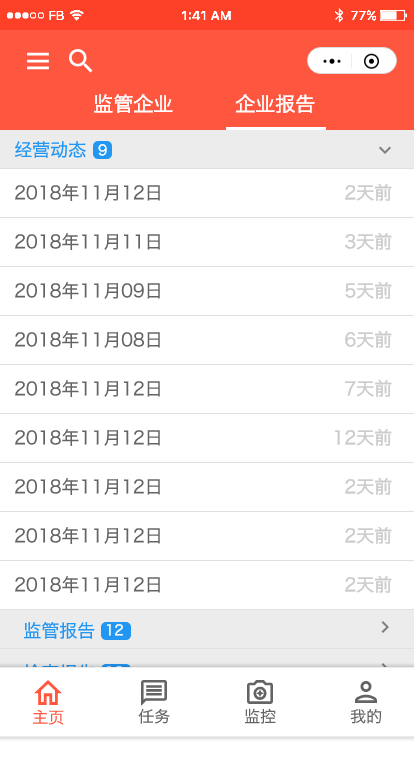 FB 1:41 AM 77%
监管企业 企业报告
经营动态 9
2018年11月12日 2天前
2018年11月11日 3天前
2018年11月09日 5天前
2018年11月08日 6天前
2018年11月12日 7天前
2018年11月12日 12天前
2018年11月12日 2天前
2018年11月12日 2天前
2018年11月12日 2天前
监管报告 12
主页 任务 监控 我的